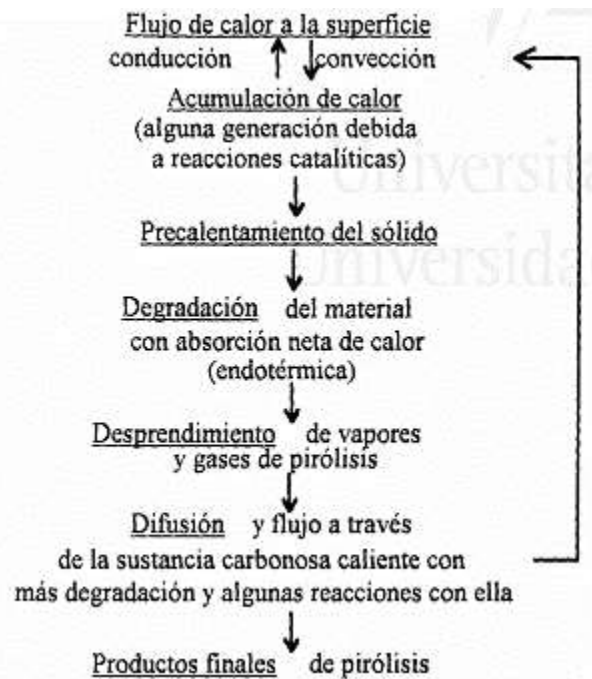 Flujo de calor a la superficie
conducción convección
Acumulación de calor
(alguna generación debida
a reacciones catalíticas)
Universita
Precalentamiento del sólido
Universida
Degradación del material
con absorción neta de calor
(endotérmica)
Desprendimiento de vapores
y gases de pirólisis
Difusión y flujo a través
de la sustancia carbonosa caliente con
más degradación y algunas reacciones con ella
Productos finales de pirólisis